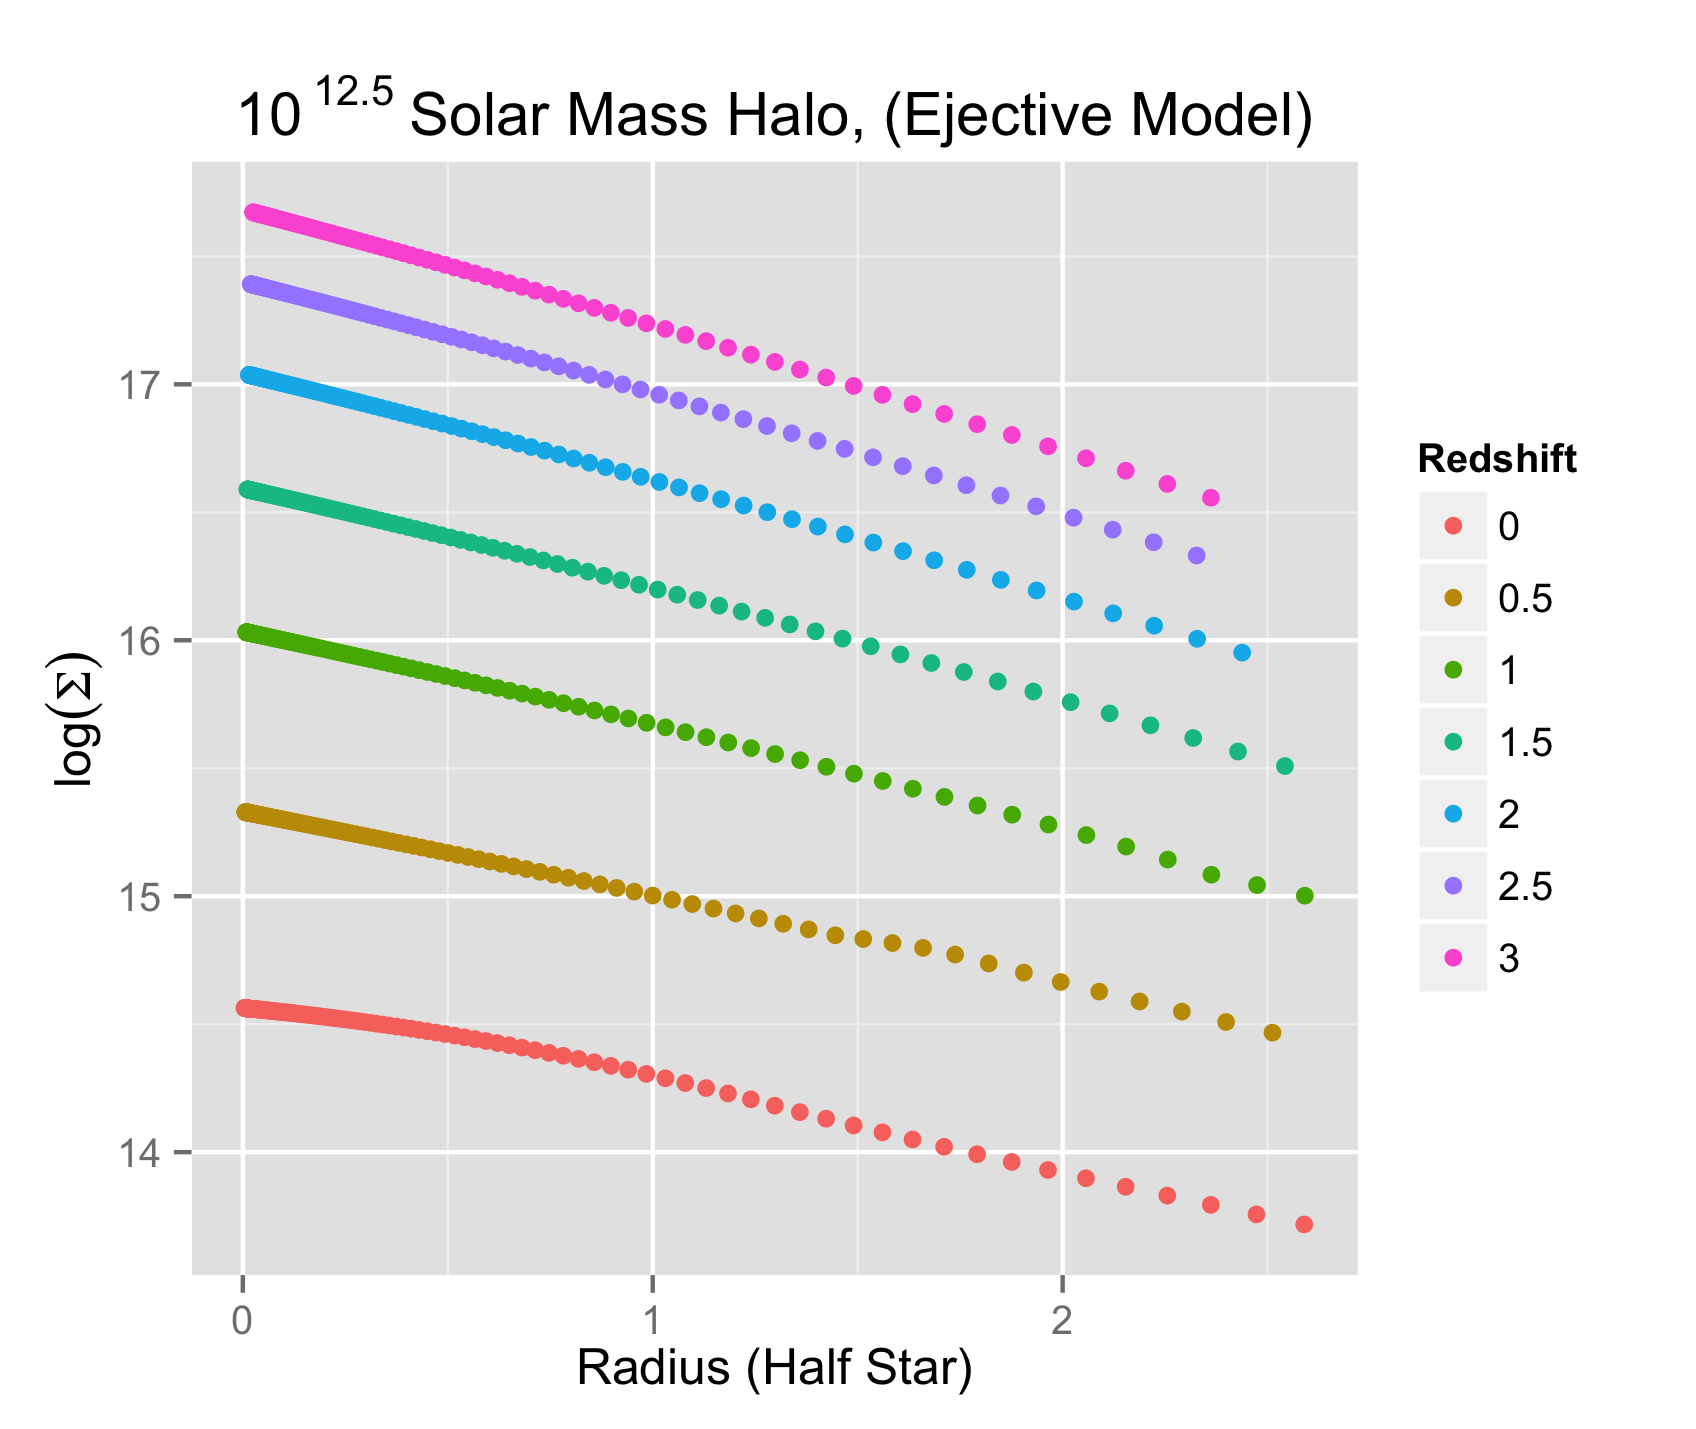 10 12.5 Solar Mass Halo, (Ejective Model)
17
16
15
14
log(Σ)
0 1 2
Radius (Half Star)
Redshift
0
0.5
1
1.5
2
2.5
3